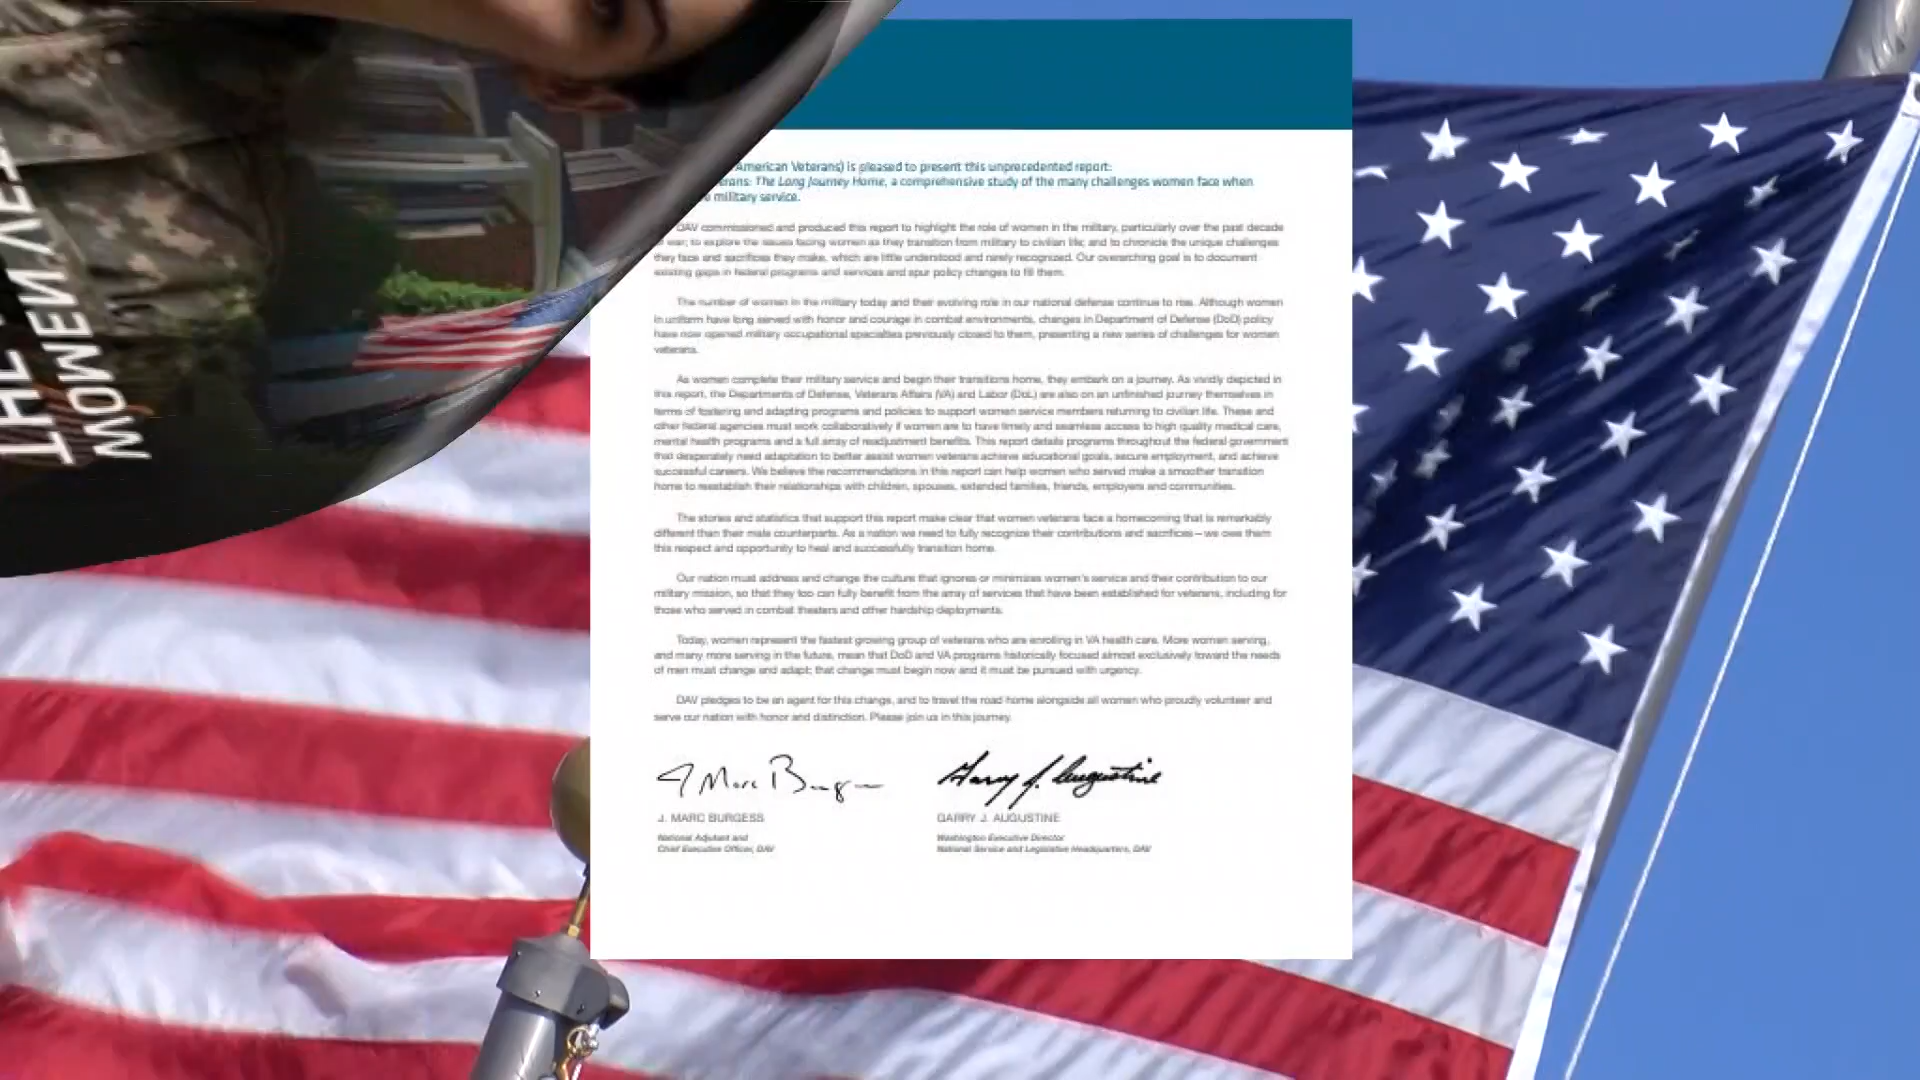 THE
WOMEN VET
American Veterans) is pleased to present this unprecedented report:
erans: The Long Journey Home, a comprehensive study of the many challenges women face when
e military service.
DAV commissioned and produced this report to highlight the role of women in the military, particularly over the past decade
of war; to explore the issues facing women as they transition from military to civilian life; and to chronicle the unique challenges
they face and sacrifices they make, which are little understood and rarely recognized. Our overarching goal is to document
existing gaps in federal programs and services and spur policy changes to fill them.
The number of women in the military today and their evolving role in our national defense continue to rise. Although women
in uniform have long served with honor and courage in combat environments, changes in Department of Defense (DoD) policy
have now opened military occupational specialties previously closed to them, presenting a new series of challenges for women
veterans.
As women complete their military service and begin their transitions home, they embark on a journey. As vividly depicted in
this report, the Departments of Defense, Veterans Affairs (VA) and Labor (DoL) are also on an unfinished journey themselves in
terms of fostering and adapting programs and policies to support women service members returning to civilian life. These and
other federal agencies must work collaboratively if women are to have timely and seamless access to high quality medical care,
mental health programs and a full array of readjustment benefits. This report details programs throughout the federal government
that desperately need adaptation to better assist women veterans achieve educational goals, secure employment, and achieve
successful careers. We believe the recommendations in this report can help women who served make a smoother transition
home to reestablish their relationships with children, spouses, extended families, friends, employers and communities.
The stories and statistics that support this report make clear that women veterans face a homecoming that is remarkably
different than their male counterparts. As a nation we need to fully recognize their contributions and sacrifices—we owe them
this respect and opportunity to heal and successfully transition home.
Our nation must address and change the culture that ignores or minimizes women's service and their contribution to our
military mission, so that they too can fully benefit from the array of services that have been established for veterans, including for
those who served in combat theaters and other hardship deployments.
Today, women represent the fastest growing group of veterans who are enrolling in VA health care. More women serving,
and many more serving in the future, mean that DoD and VA programs historically focused almost exclusively toward the needs
of men must change and adapt; that change must begin now and it must be pursued with urgency.
DAV pledges to be an agent for this change, and to travel the road home alongside all women who proudly volunteer and
serve our nation with honor and distinction. Please join us in this journey.
J Marc Burgess
Garry J. Augustine
J. MARC BURGESS
GARRY J. AUGUSTINE
National Adjutant and
Washington Executive Director
Chief Executive Officer, DAV
National Service and Legislative Headquarters, DAV